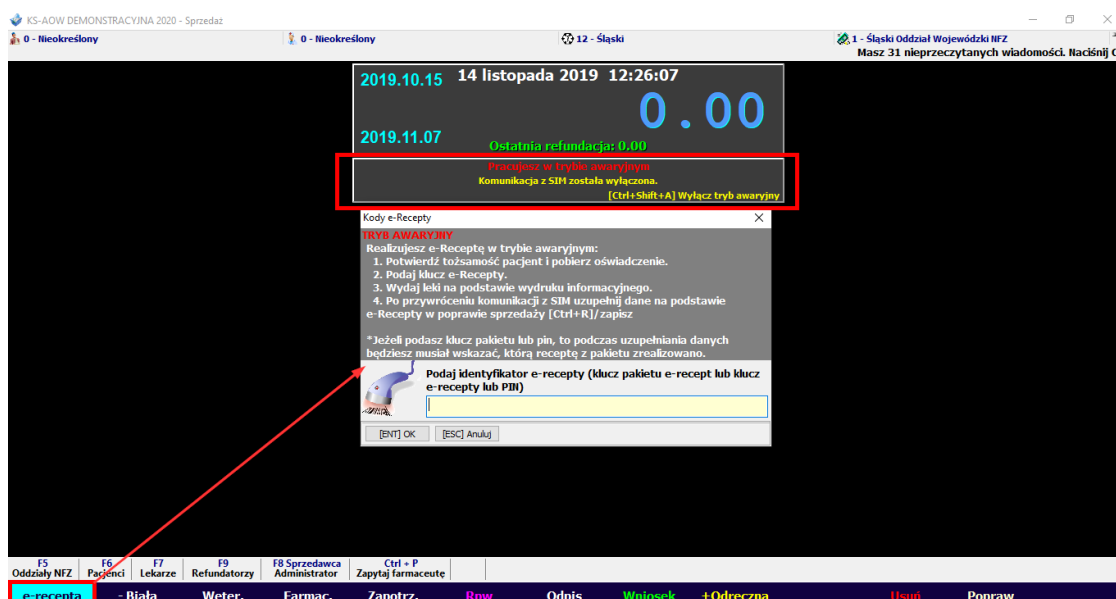 KS-AOW DEMONSTRACYJNA 2020 - Sprzedaż
0 - Nieokreślony 0 - Nieokreślony 12 - Śląski 1 - Śląski Oddział Wojewódzki NFZ
Masz 31 nieprzeczytanych wiadomości. Naciśnij
2019.10.15 14 listopada 2019 12:26:07
0.00
2019.11.07
Ostatnia refundacja: 0.00
Pracujesz w trybie awaryjnym
Komunikacja z SIM została wyłączona.
[Ctrl+Shift+A] Wyłącz tryb awaryjny
Kody e-Recepty
TRYB AWARYJNY
Realizujesz e-Receptę w trybie awaryjnym:
1. Potwierdź tożsamość pacjent i pobierz oświadczenie.
2. Podaj klucz e-Recepty.
3. Wydaj leki na podstawie wydruku informacyjnego.
4. Po przywróceniu komunikacji z SIM uzupełnij dane na podstawie
e-Recepty w poprawie sprzedaży [Ctrl+R]/zapisz
*Jeżeli podasz klucz pakietu lub pin, to podczas uzupełniania danych
będziesz musiał wskazać, którą receptę z pakietu zrealizowano.
Podaj identyfikator e-recepty (klucz pakietu e-recept lub klucz
e-recepty lub PIN)
[ENT] OK [ESC] Anuluj
F5 F6 F7 F9 F8 Sprzedawca Ctrl + P
Oddziały NFZ Pacjenci Lekarze Refundatorzy Administrator Zapytaj farmaceutę
e-recepta - Biała Weter. Farmac. Zapotrz. Rpw Odpis Wniosek +Odręczna Usuń Popraw